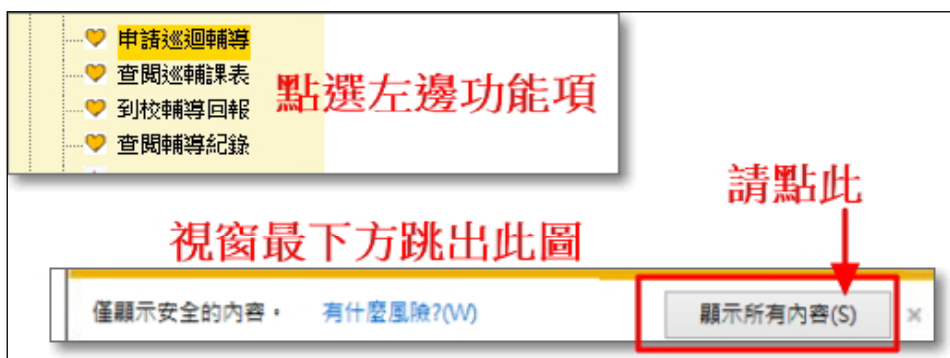 申請巡迴輔導
查閱巡輔課表
到校輔導回報
查閱輔導紀錄
點選左邊功能項
請點此
視窗最下方跳出此圖
僅顯示安全的內容。 有什麼風險?(W) 顯示所有內容(S) ×